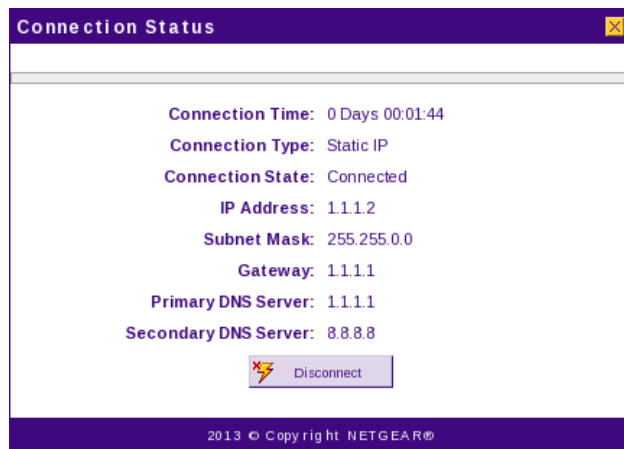 Connection Status
Connection Time: 0 Days 00:01:44
Connection Type: Static IP
Connection State: Connected
IP Address: 1.1.1.2
Subnet Mask: 255.255.0.0
Gateway: 1.1.1.1
Primary DNS Server: 1.1.1.1
Secondary DNS Server: 8.8.8.8
Disconnect
2013 © Copyright NETGEAR®